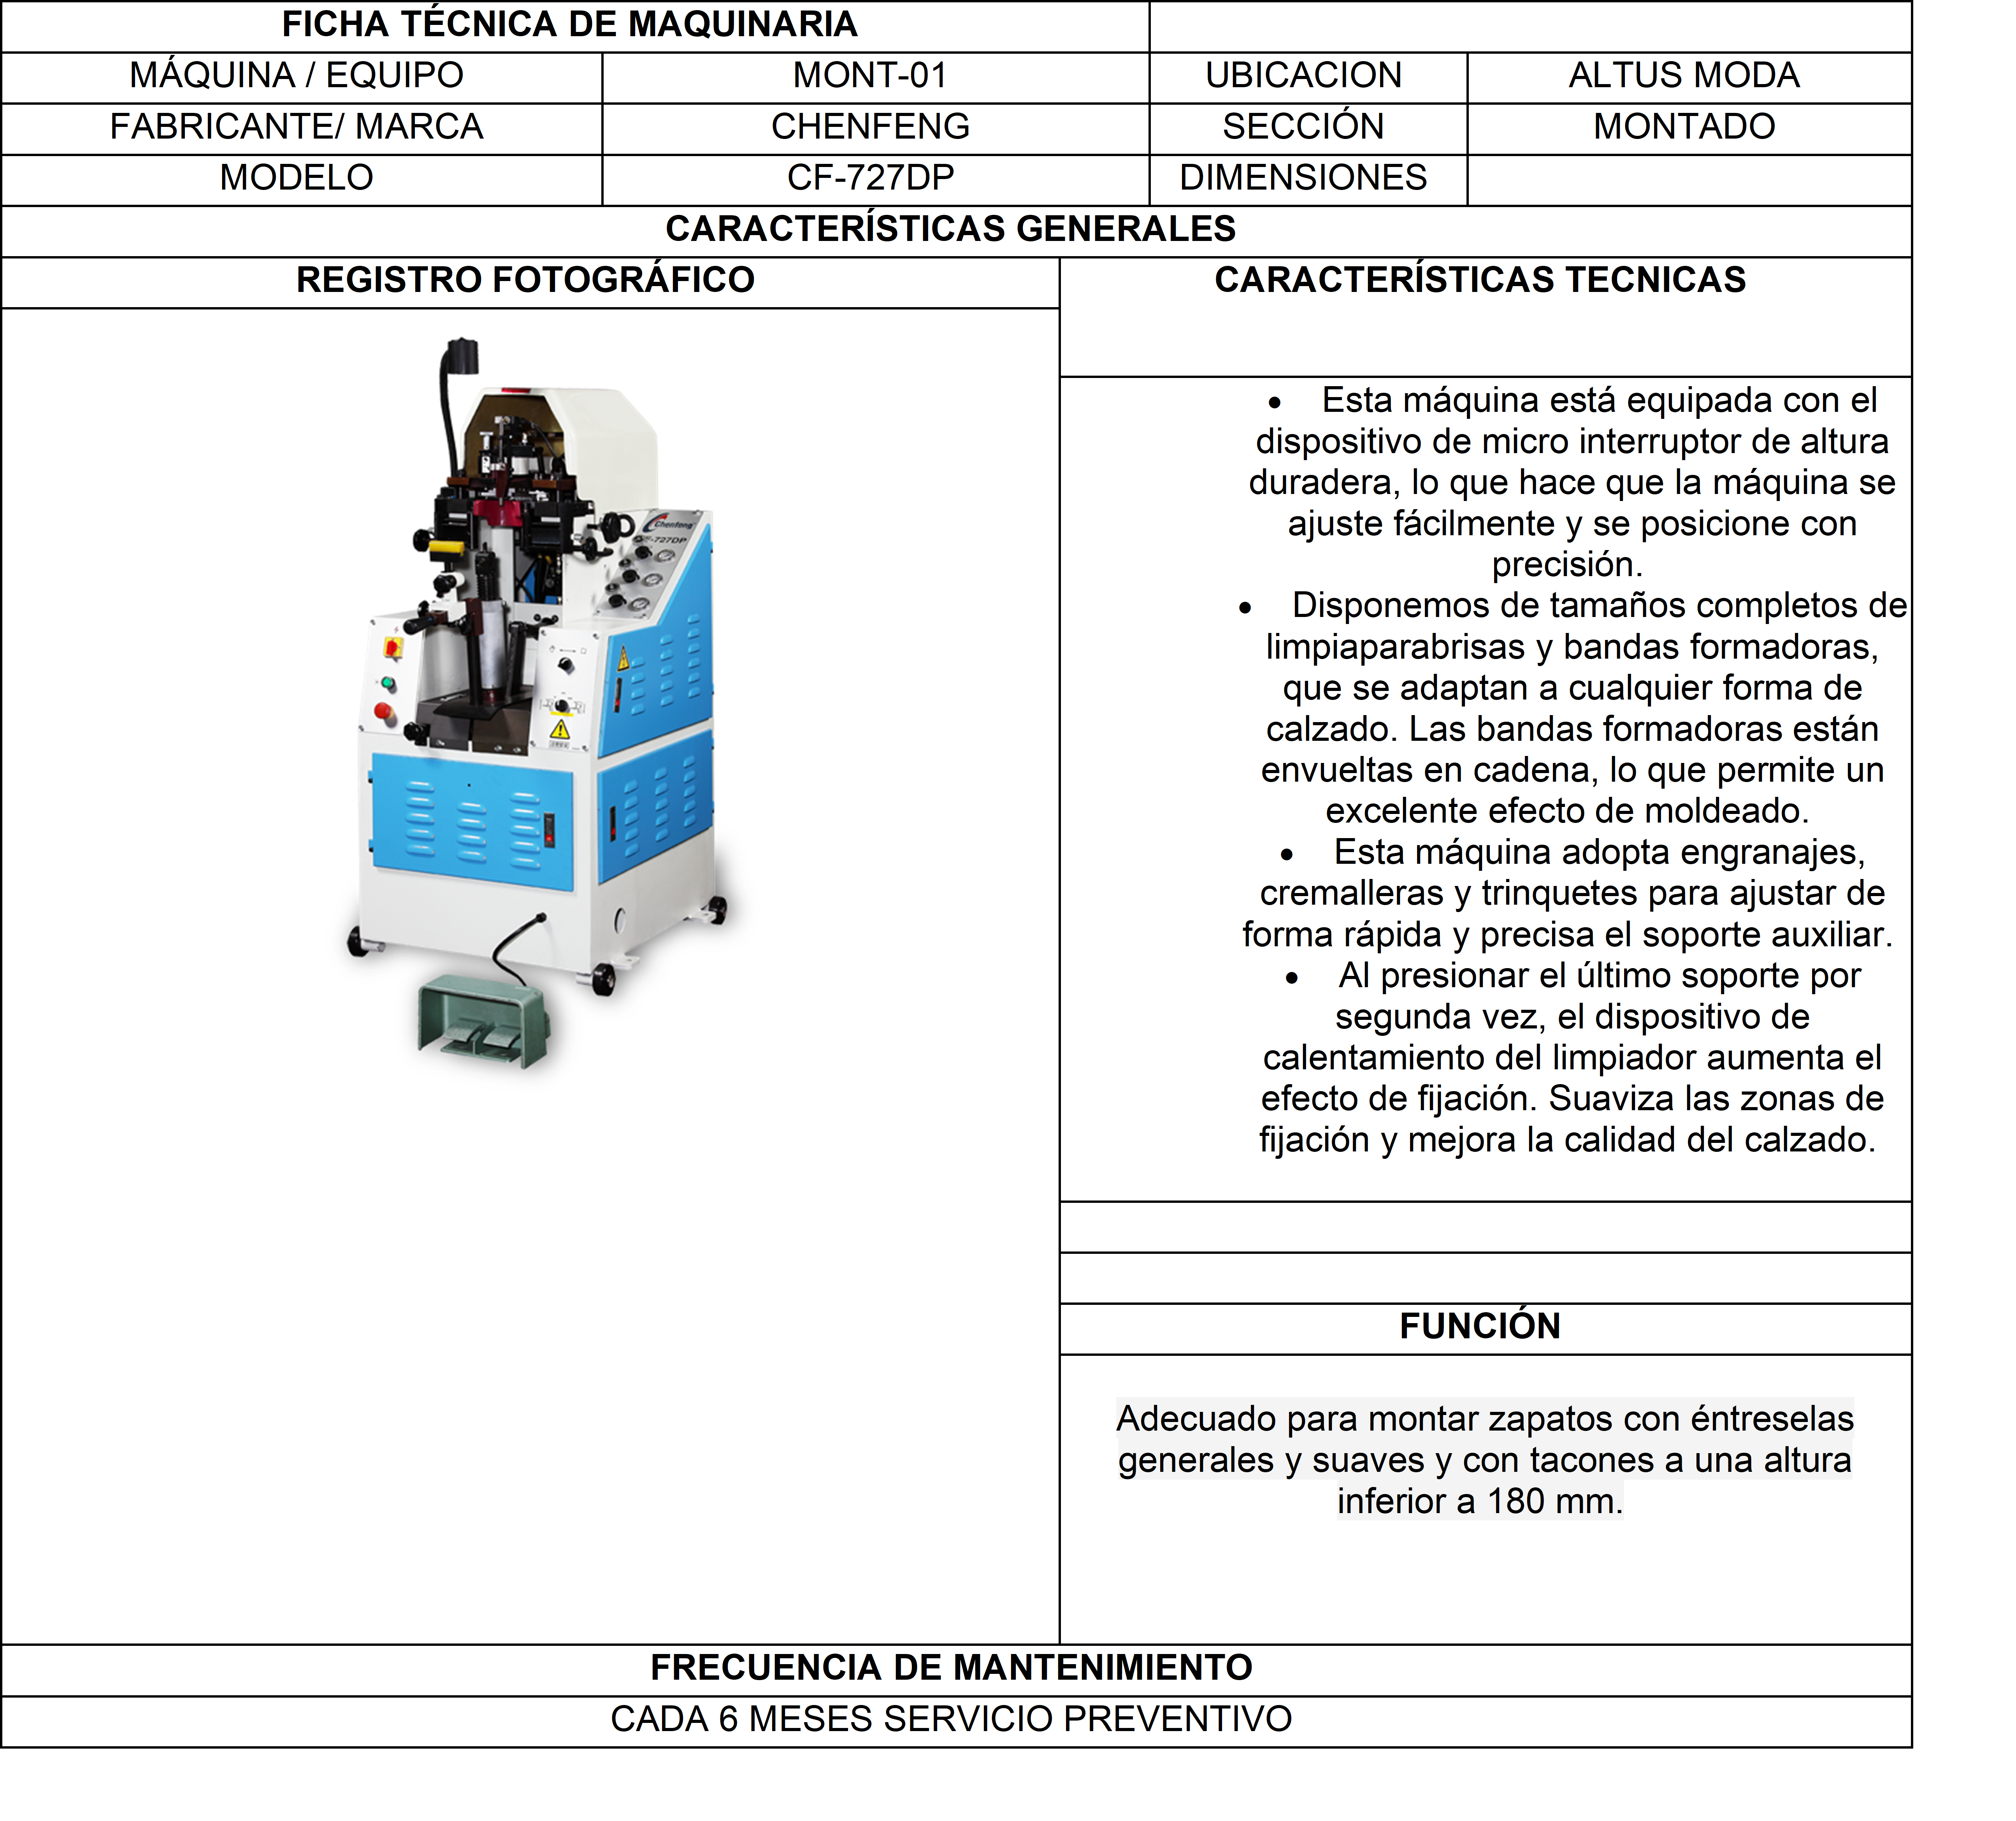 FICHA TÉCNICA DE MAQUINARIA
MÁQUINA / EQUIPO MONT-01 UBICACION ALTUS MODA
FABRICANTE/ MARCA CHENFENG SECCIÓN MONTADO
MODELO CF-727DP DIMENSIONES
CARACTERÍSTICAS GENERALES
REGISTRO FOTOGRÁFICO
Chenfeng
-727DP
CARACTERÍSTICAS TECNICAS
• Esta máquina está equipada con el
dispositivo de micro interruptor de altura
duradera, lo que hace que la máquina se
ajuste fácilmente y se posicione con
precisión.
• Disponemos de tamaños completos de
limpiaparabrisas y bandas formadoras,
que se adaptan a cualquier forma de
calzado. Las bandas formadoras están
envueltas en cadena, lo que permite un
excelente efecto de moldeado.
• Esta máquina adopta engranajes,
cremalleras y trinquetes para ajustar de
forma rápida y precisa el soporte auxiliar.
• Al presionar el último soporte por
segunda vez, el dispositivo de
calentamiento del limpiador aumenta el
efecto de fijación. Suaviza las zonas de
fijación y mejora la calidad del calzado.
FUNCIÓN
Adecuado para montar zapatos con éntreselas
generales y suaves y con tacones a una altura
inferior a 180 mm.
FRECUENCIA DE MANTENIMIENTO
CADA 6 MESES SERVICIO PREVENTIVO